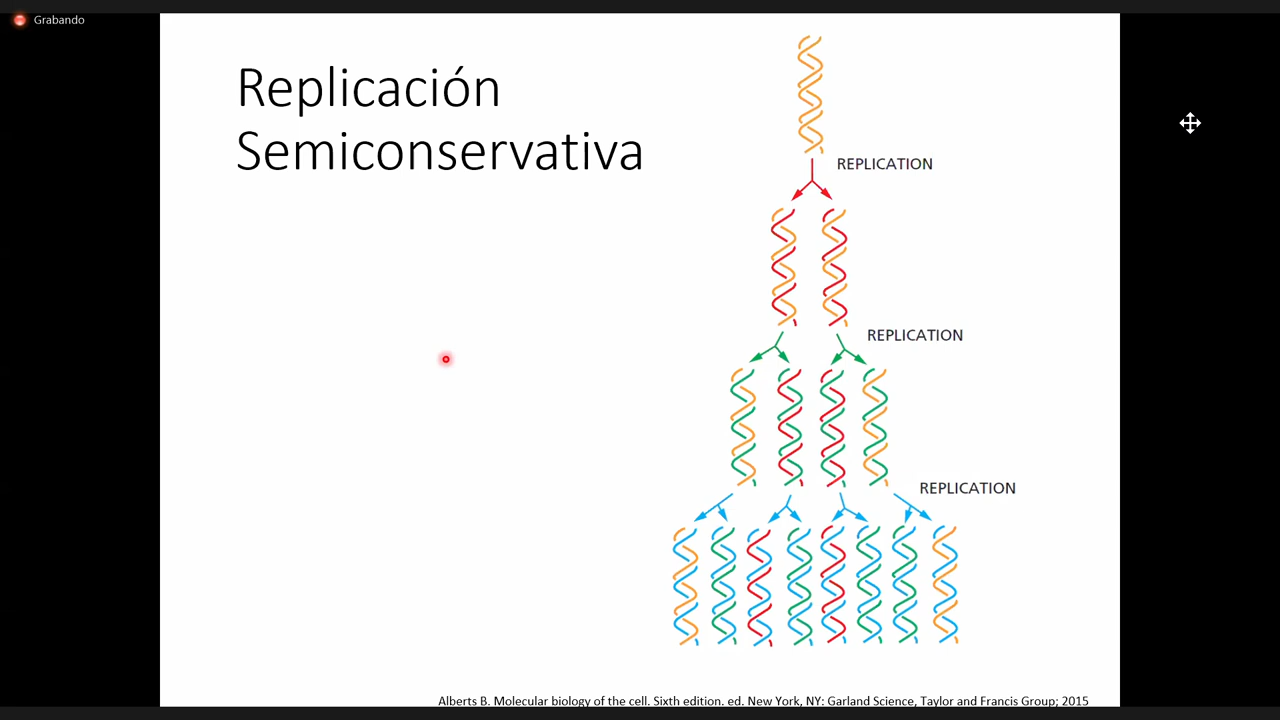 Grabando
Replicación
Semiconservativa
REPLICATION
REPLICATION
REPLICATION
Alberts B. Molecular biology of the cell. Sixth edition. ed. New York, NY: Garland Science, Taylor and Francis Group; 2015